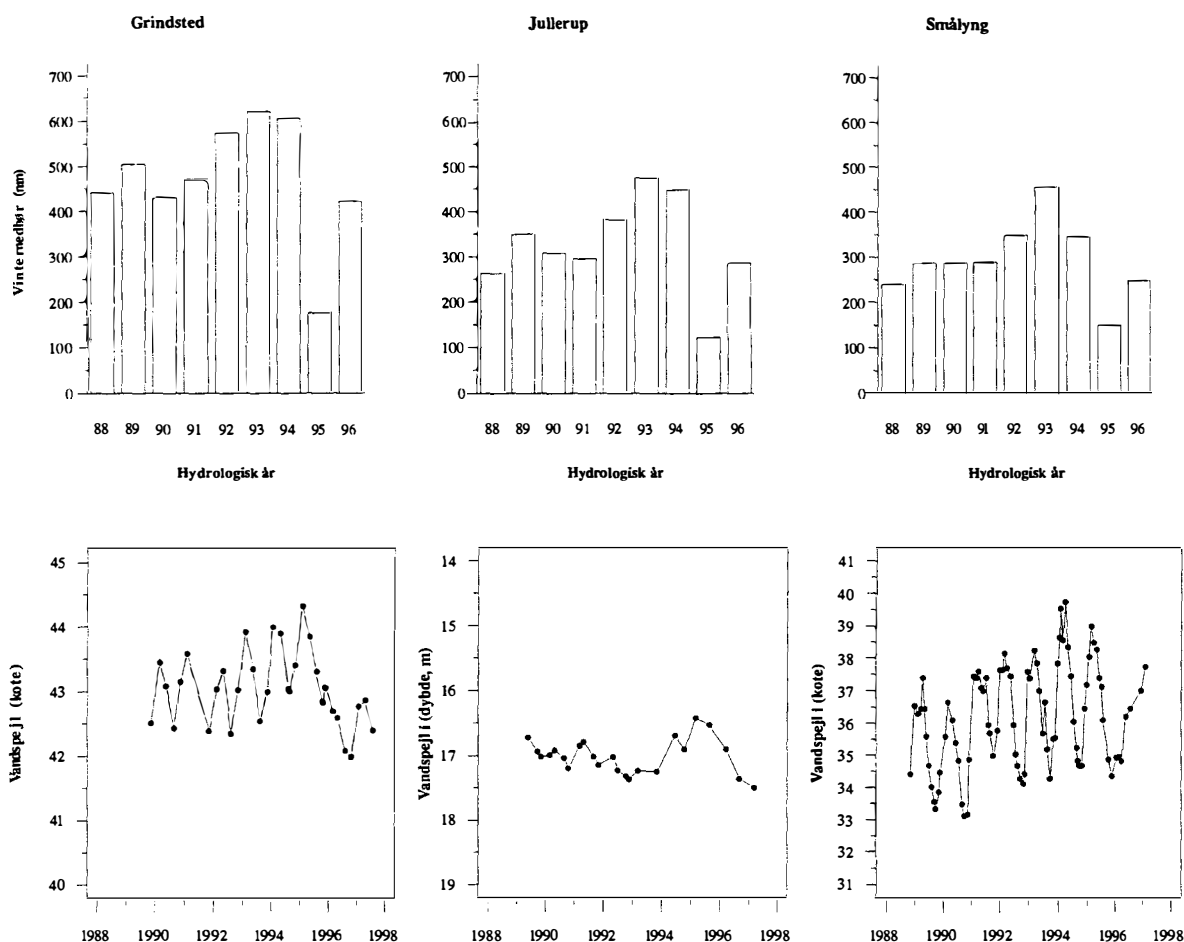 Grindsted
Jullerup
Smålyng
Vinternedbør (nm)
700
600
500
400
300
200
100
0
88 89 90 91 92 93 94 95 96
Hydrologisk år
700
600
500
400
300
200
100
0
88 89 90 91 92 93 94 95 96
Hydrologisk år
700
600
500
400
300
200
100
0
88 89 90 91 92 93 94 95 96
Hydrologisk år
Vandspejl (kote)
45
44
43
42
41
40
1988 1990 1992 1994 1996 1998
Vandspejl i (dybde, m)
14
15
16
17
18
19
1988 1990 1992 1994 1996 1998
Vandspejl i (kote)
41
40
39
38
37
36
35
34
33
32
31
1988 1990 1992 1994 1996 1998